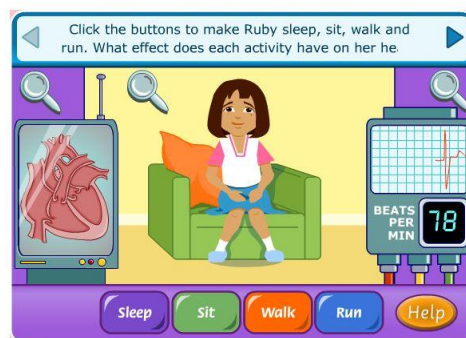 Click the buttons to make Ruby sleep, sit, walk and
run. What effect does each activity have on her he
BEATS
PER
MIN
78
Sleep
Sit
Walk
Run
Help